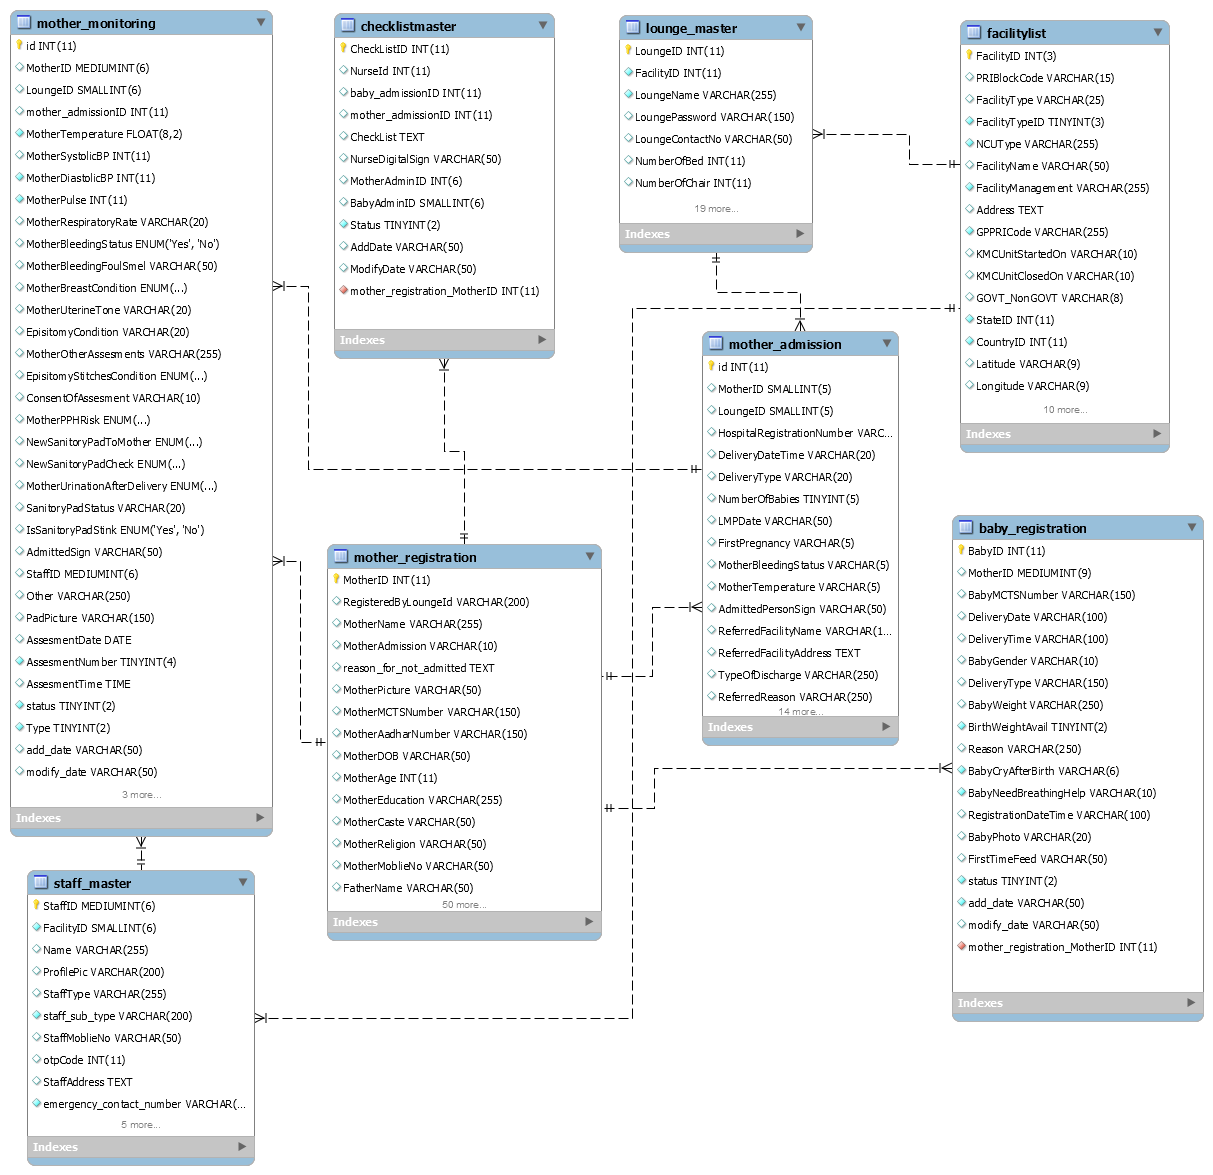 mother_monitoring
id INT(11)
MotherID MEDIUMINT(6)
LoungeID SMALLINT(6)
mother_admissionID INT(11)
MotherTemperature FLOAT(8,2)
MotherSystolicBP INT(11)
MotherDiastolicBP INT(11)
MotherPulse INT(11)
MotherRespiratoryRate VARCHAR(20)
MotherBleedingStatus ENUM('Yes', 'No')
MotherBleedingFoulSmel VARCHAR(50)
MotherBreastCondition ENUM(...)
MotherUterineTone VARCHAR(20)
EpisitomyCondition VARCHAR(20)
MotherOtherAssesments VARCHAR(255)
EpisitomyStitchesCondition ENUM(...)
ConsentOfAssesment VARCHAR(10)
MotherPPHRisk ENUM(...)
NewSanitoryPadToMother ENUM(...)
NewSanitoryPadCheck ENUM(...)
MotherUrinationAfterDelivery ENUM(...)
SanitoryPadStatus VARCHAR(20)
IsSanitoryPadStink ENUM('Yes', 'No')
AdmittedSign VARCHAR(50)
StaffID MEDIUMINT(6)
Other VARCHAR(250)
PadPicture VARCHAR(150)
AssesmentDate DATE
AssesmentNumber TINYINT(4)
AssesmentTime TIME
status TINYINT(2)
Type TINYINT(2)
add_date VARCHAR(50)
modify_date VARCHAR(50)
3 more...
Indexes
checklistmaster
CheckListID INT(11)
NurseId INT(11)
baby_admissionID INT(11)
mother_admissionID INT(11)
CheckList TEXT
NurseDigitalSign VARCHAR(50)
MotherAdminID INT(6)
BabyAdminID SMALLINT(6)
Status TINYINT(2)
AddDate VARCHAR(50)
ModifyDate VARCHAR(50)
mother_registration_MotherID INT(11)
Indexes
lounge_master
LoungeID INT(11)
FacilityID INT(11)
LoungeName VARCHAR(255)
LoungePassword VARCHAR(150)
LoungeContactNo VARCHAR(50)
NumberOfBed INT(11)
NumberOfChair INT(11)
19 more...
Indexes
facilitylist
FacilityID INT(3)
PRIBlockCode VARCHAR(15)
FacilityType VARCHAR(25)
FacilityTypeID TINYINT(3)
NCUType VARCHAR(255)
FacilityName VARCHAR(50)
FacilityManagement VARCHAR(255)
Address TEXT
GPPRICode VARCHAR(255)
KMCUnitStartedOn VARCHAR(10)
KMCUnitClosedOn VARCHAR(10)
GOVT_NonGOVT VARCHAR(8)
StateID INT(11)
CountryID INT(11)
Latitude VARCHAR(9)
Longitude VARCHAR(9)
10 more...
Indexes
mother_admission
id INT(11)
MotherID SMALLINT(5)
LoungeID SMALLINT(5)
HospitalRegistrationNumber VARC...
DeliveryDateTime VARCHAR(20)
DeliveryType VARCHAR(20)
NumberOfBabies TINYINT(5)
LMPDate VARCHAR(50)
FirstPregnancy VARCHAR(5)
MotherBleedingStatus VARCHAR(5)
MotherTemperature VARCHAR(5)
AdmittedPersonSign VARCHAR(50)
ReferredFacilityName VARCHAR(1...
ReferredFacilityAddress TEXT
TypeOfDischarge VARCHAR(250)
ReferredReason VARCHAR(250)
14 more...
Indexes
mother_registration
MotherID INT(11)
RegisteredByLoungeId VARCHAR(200)
MotherName VARCHAR(255)
MotherAdmission VARCHAR(10)
reason_for_not_admitted TEXT
MotherPicture VARCHAR(50)
MotherMCTSNumber VARCHAR(150)
MotherAadharNumber VARCHAR(150)
MotherDOB VARCHAR(50)
MotherAge INT(11)
MotherEducation VARCHAR(255)
MotherCaste VARCHAR(50)
MotherReligion VARCHAR(50)
MotherMoblieNo VARCHAR(50)
FatherName VARCHAR(50)
50 more...
Indexes
baby_registration
BabyID INT(11)
MotherID MEDIUMINT(9)
BabyMCTSNumber VARCHAR(150)
DeliveryDate VARCHAR(100)
DeliveryTime VARCHAR(100)
BabyGender VARCHAR(10)
DeliveryType VARCHAR(150)
BabyWeight VARCHAR(250)
BirthWeightAvail TINYINT(2)
Reason VARCHAR(250)
BabyCryAfterBirth VARCHAR(6)
BabyNeedBreathingHelp VARCHAR(10)
RegistrationDateTime VARCHAR(100)
BabyPhoto VARCHAR(20)
FirstTimeFeed VARCHAR(50)
status TINYINT(2)
add_date VARCHAR(50)
modify_date VARCHAR(50)
mother_registration_MotherID INT(11)
Indexes
staff_master
StaffID MEDIUMINT(6)
FacilityID SMALLINT(6)
Name VARCHAR(255)
ProfilePic VARCHAR(200)
StaffType VARCHAR(255)
staff_sub_type VARCHAR(200)
StaffMoblieNo VARCHAR(50)
otpCode INT(11)
StaffAddress TEXT
emergency_contact_number VARCHAR(...
5 more...
Indexes